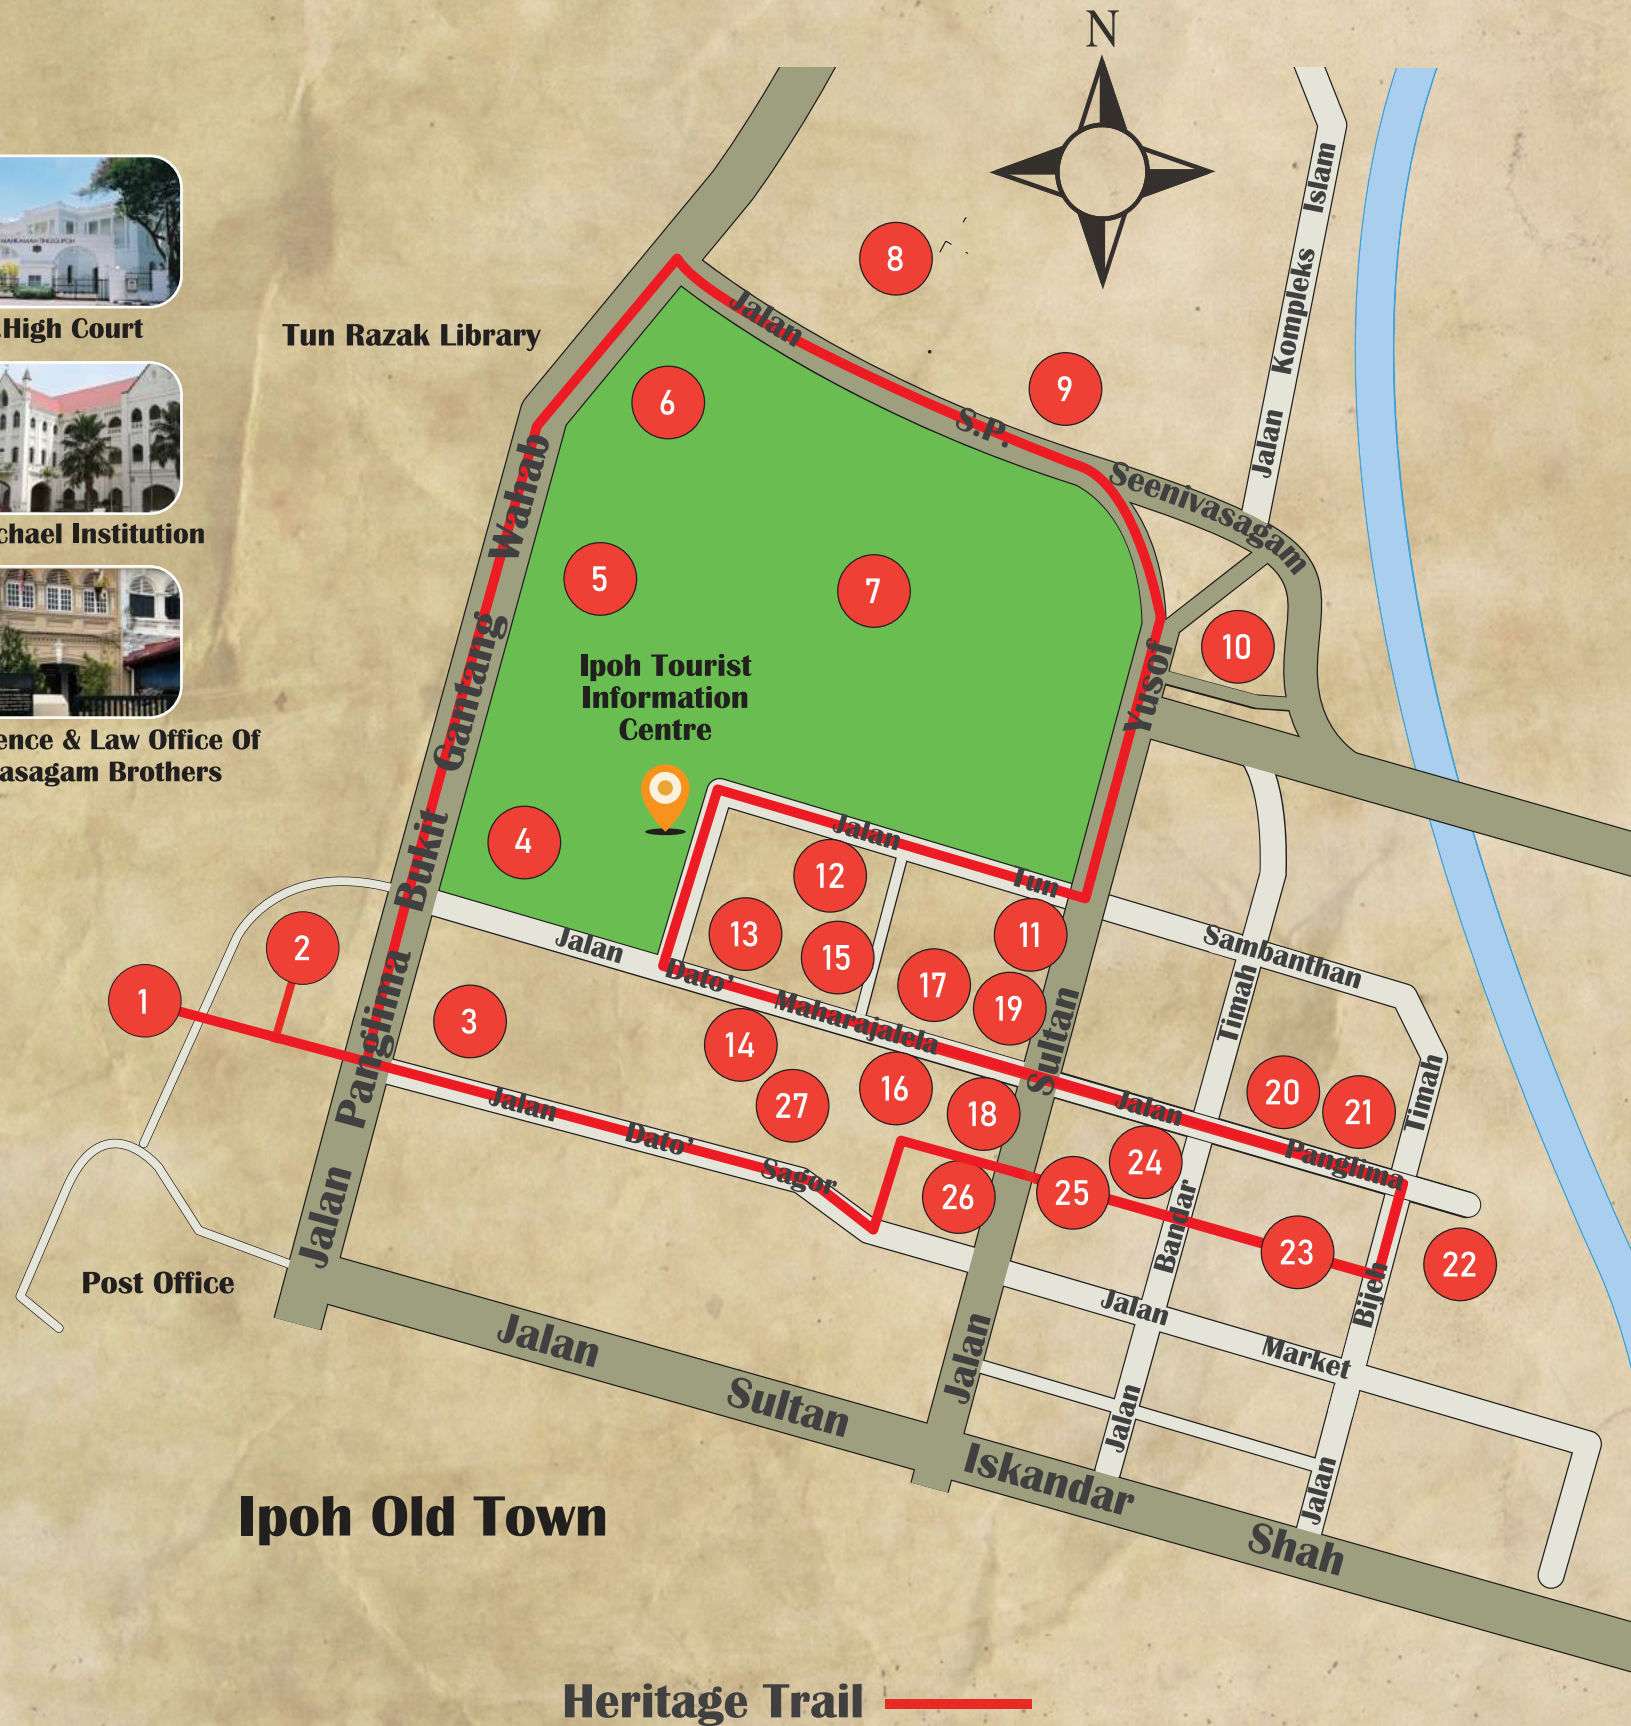 N
High Court
Tun Razak Library
chael Institution
ence & Law Office Of
asagam Brothers
MAHKAMAH TINGGI IPOH
8
9
6
5
7
10
Ipoh Tourist
Information
Centre
4
12
13
15
11
17
19
2
1
3
14
27
16
18
20
21
24
25
26
23
22
Jalan S.P. Seenivasagam
Jalan Kompleks Islam
Jalan Panglima Bukit Gantang Wahab
Jalan Tun Sambanthan
Jalan Dato' Maharajalela
Jalan Dato' Sagor
Jalan Sultan Yusof
Jalan Panglima
Jalan Bandar Timah
Jalan Bijeh Timah
Jalan Market
Jalan Sultan Iskandar Shah
Post Office
Ipoh Old Town
Heritage Trail